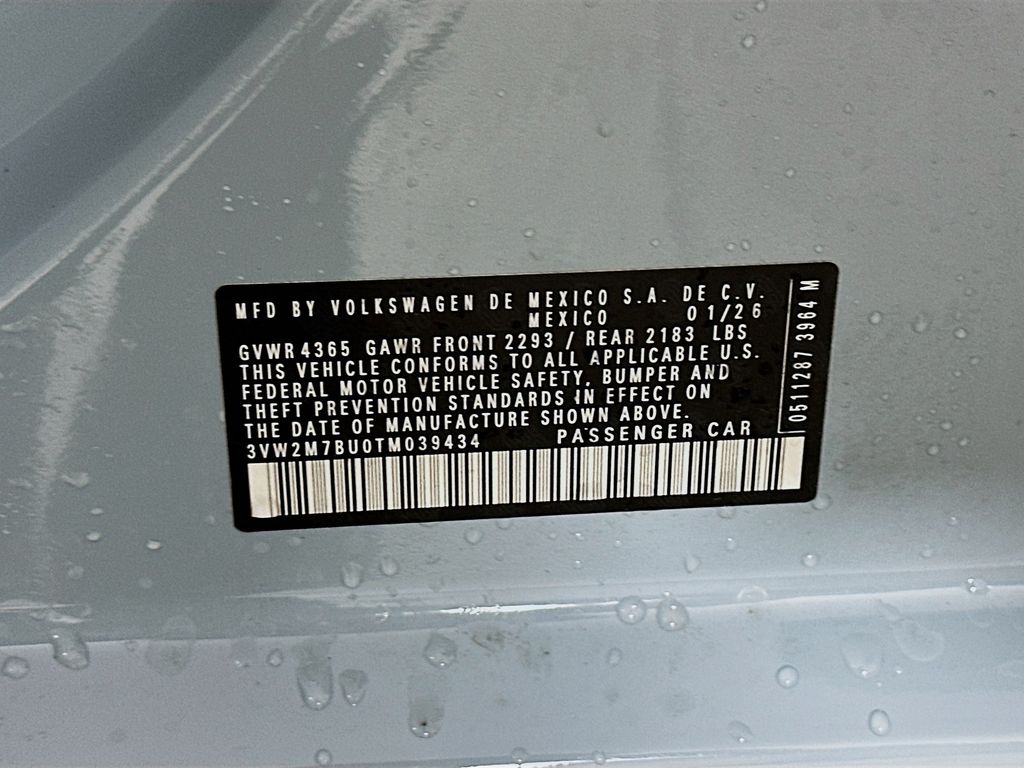 MFD BY VOLKSWAGEN DE MEXICO S.A. DE C.V.
MEXICO 01/26
GVWR 4365 GAWR FRONT 2293 / REAR 2183 LBS
THIS VEHICLE CONFORMS TO ALL APPLICABLE U.S.
FEDERAL MOTOR VEHICLE SAFETY, BUMPER AND
THEFT PREVENTION STANDARDS IN EFFECT ON
THE DATE OF MANUFACTURE SHOWN ABOVE.
3VW2M7BU0TM039434 PASSENGER CAR
0511287 3964 M